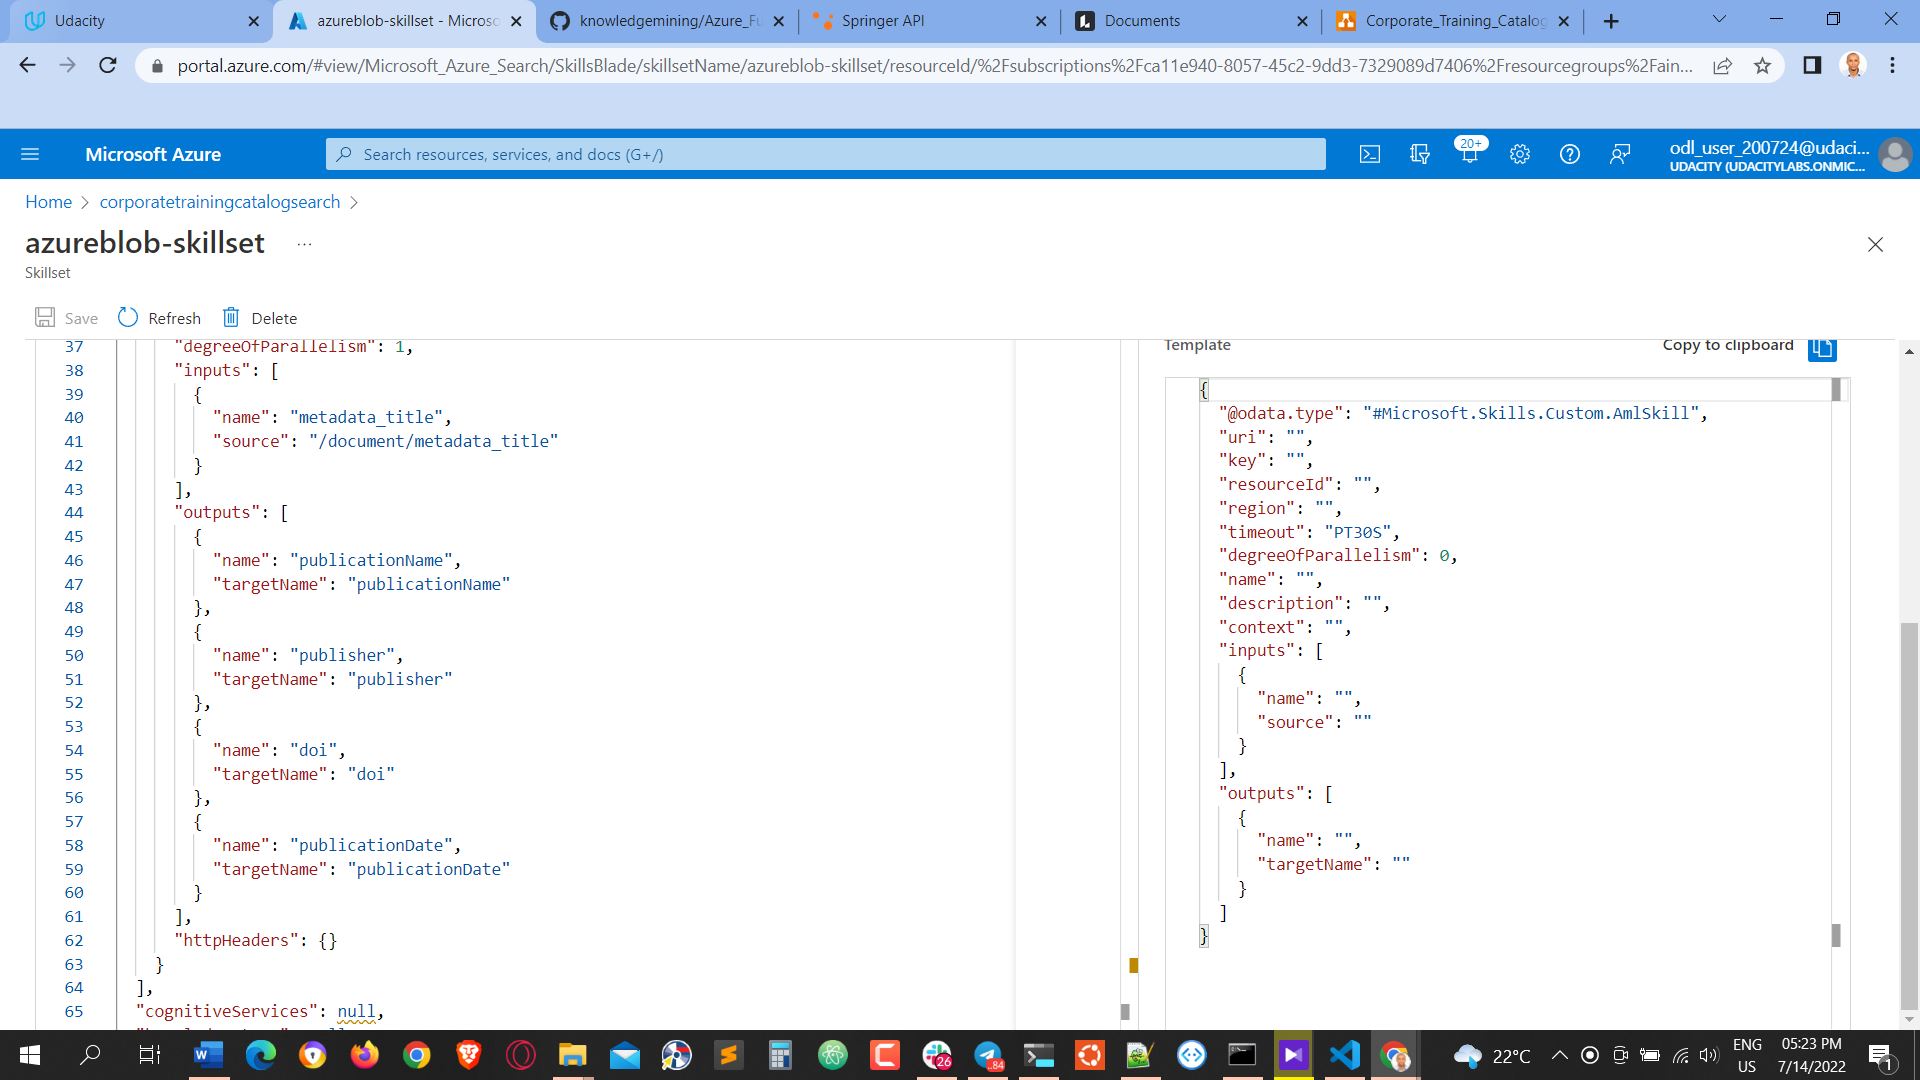 Udacity
azureblob-skillset - Microso
knowledgemining/Azure_Fu
Springer API
Documents
Corporate_Training_Catalog
portal.azure.com/#view/Microsoft_Azure_Search/SkillsBlade/skillsetName/azureblob-skillset/resourceId/%2Fsubscriptions%2Fca11e940-8057-45c2-9dd3-7329089d7406%2Fresourcegroups%2Fain...
Microsoft Azure
Search resources, services, and docs (G+/)
20+
odl_user_200724@udaci...
UDACITY (UDACITYLABS.ONMIC...
Home > corporatetrainingcatalogsearch >
azureblob-skillset ...
Skillset
Save
Refresh
Delete
37 "degreeOfParallelism": 1,
38 "inputs": [
39 {
40 "name": "metadata_title",
41 "source": "/document/metadata_title"
42 }
43 ],
44 "outputs": [
45 {
46 "name": "publicationName",
47 "targetName": "publicationName"
48 },
49 {
50 "name": "publisher",
51 "targetName": "publisher"
52 },
53 {
54 "name": "doi",
55 "targetName": "doi"
56 },
57 {
58 "name": "publicationDate",
59 "targetName": "publicationDate"
60 }
61 ],
62 "httpHeaders": {}
63 }
64 ],
65 "cognitiveServices": null,
Template
Copy to clipboard
{
"@odata.type": "#Microsoft.Skills.Custom.AmlSkill",
"uri": "",
"key": "",
"resourceId": "",
"region": "",
"timeout": "PT30S",
"degreeOfParallelism": 0,
"name": "",
"description": "",
"context": "",
"inputs": [
{
"name": "",
"source": ""
}
],
"outputs": [
{
"name": "",
"targetName": ""
}
]
}
26
..84
22°C
ENG
US
05:23 PM
7/14/2022
1